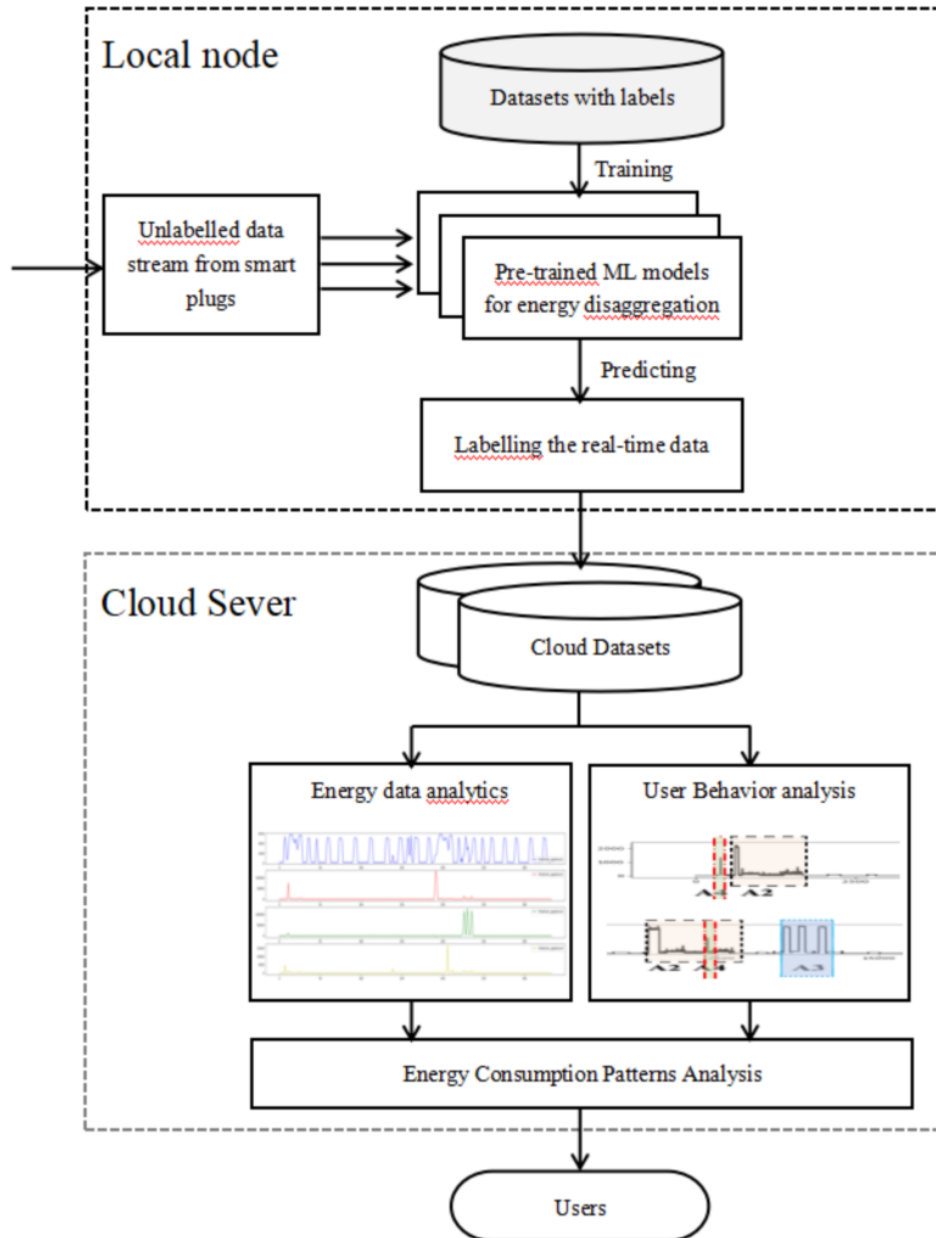 Local node
Datasets with labels
Training
Unlabelled data
stream from smart
plugs
Pre-trained ML models
for energy disaggregation
Predicting
Labelling the real-time data
Cloud Sever
Cloud Datasets
Energy data analytics
User Behavior analysis
2000
0
A2
A2
A3
Energy Consumption Patterns Analysis
Users